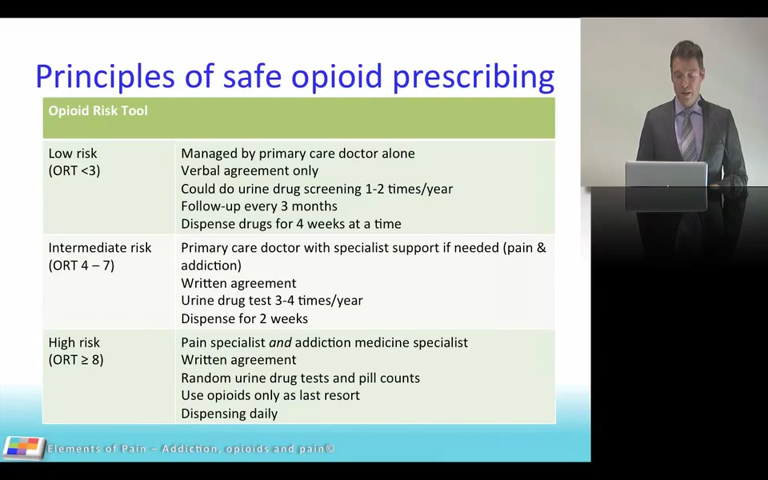 Principles of safe opioid prescribing
Opioid Risk Tool
Low risk
(ORT <3)
Managed by primary care doctor alone
Verbal agreement only
Could do urine drug screening 1-2 times/year
Follow-up every 3 months
Dispense drugs for 4 weeks at a time
Intermediate risk
(ORT 4 – 7)
Primary care doctor with specialist support if needed (pain &
addiction)
Written agreement
Urine drug test 3-4 times/year
Dispense for 2 weeks
High risk
(ORT ≥ 8)
Pain specialist and addiction medicine specialist
Written agreement
Random urine drug tests and pill counts
Use opioids only as last resort
Dispensing daily
Elements of Pain – Addiction, opioids and pain©